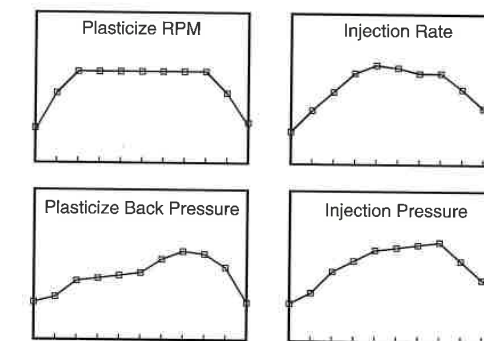 Plasticize RPM
Injection Rate
Plasticize Back Pressure
Injection Pressure